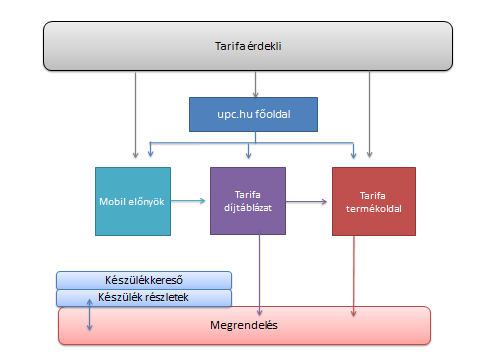 Tarifa érdekli
upc.hu főoldal
Mobil előnyök
Tarifa
díjtáblázat
Tarifa
termékoldal
Készülékkereső
Készülék részletek
Megrendelés